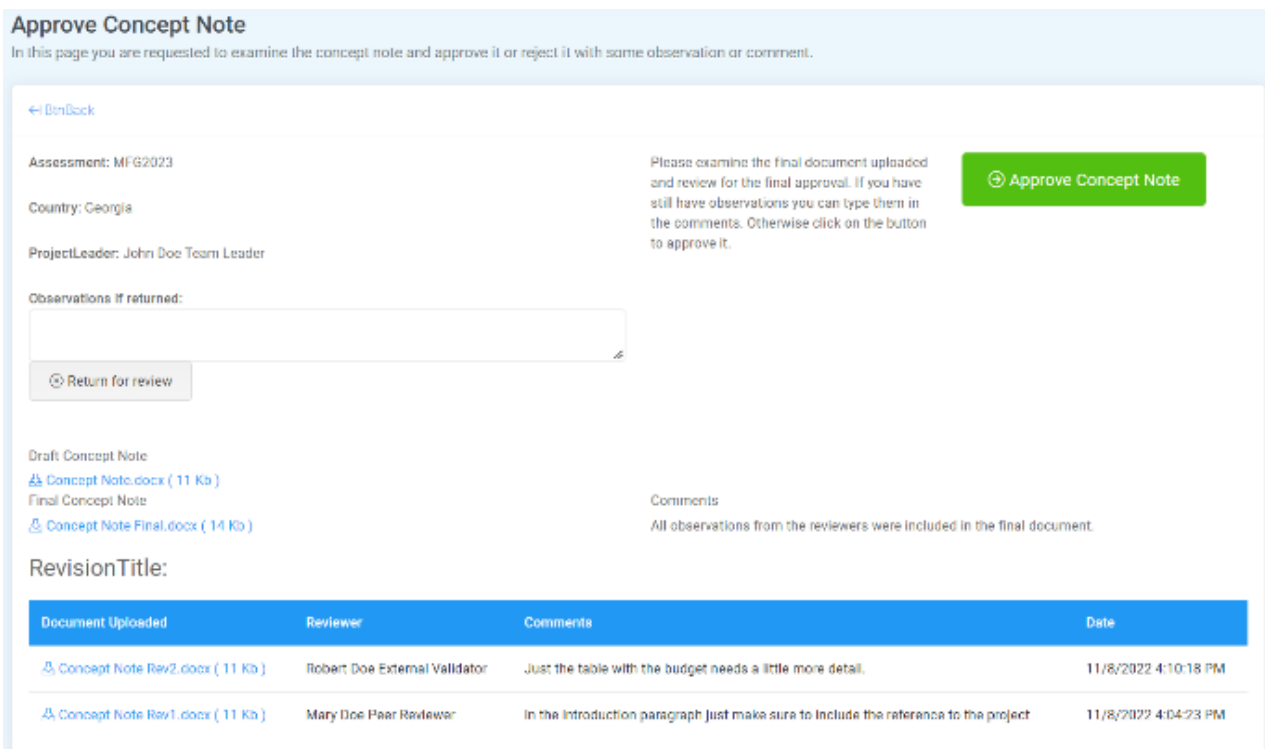 Approve Concept Note
In this page you are requested to examine the concept note and approve it or reject it with some observation or comment.
BtnBack
Assessment: MFG2023
Country: Georgia
ProjectLeader: John Doe Team Leader
Observations if returned:
Return for review
Please examine the final document uploaded
and review for the final approval. If you have
still have observations you can type them in
the comments. Otherwise click on the button
to approve it.
Approve Concept Note
Draft Concept Note
Concept Note.docx ( 11 Kb )
Final Concept Note
Concept Note Final.docx ( 14 Kb )
Comments
All observations from the reviewers were included in the final document.
RevisionTitle:
Document Uploaded Reviewer Comments Date
Concept Note Rev2.docx ( 11 Kb ) Robert Doe External Validator Just the table with the budget needs a little more detail. 11/8/2022 4:10:18 PM
Concept Note Rev1.docx ( 11 Kb ) Mary Doe Peer Reviewer In the introduction paragraph just make sure to include the reference to the project 11/8/2022 4:04:23 PM